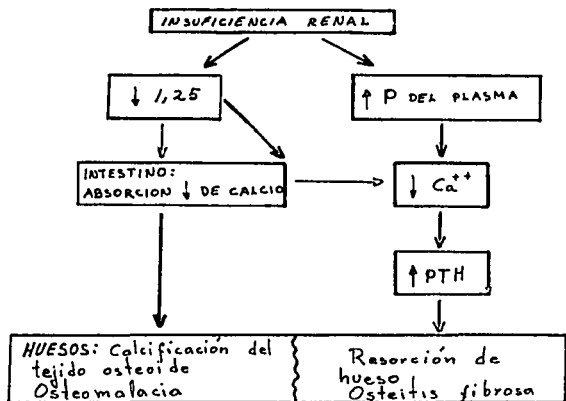 INSUFICIENCIA RENAL
↓ 1,25
↑ P DEL PLASMA
INTESTINO:
ABSORCION ↓ DE CALCIO
↓ Ca++
↑ PTH
HUESOS: Calcificación del
tejido osteoide
Osteomalacia
Resorción de
hueso
Osteitis fibrosa